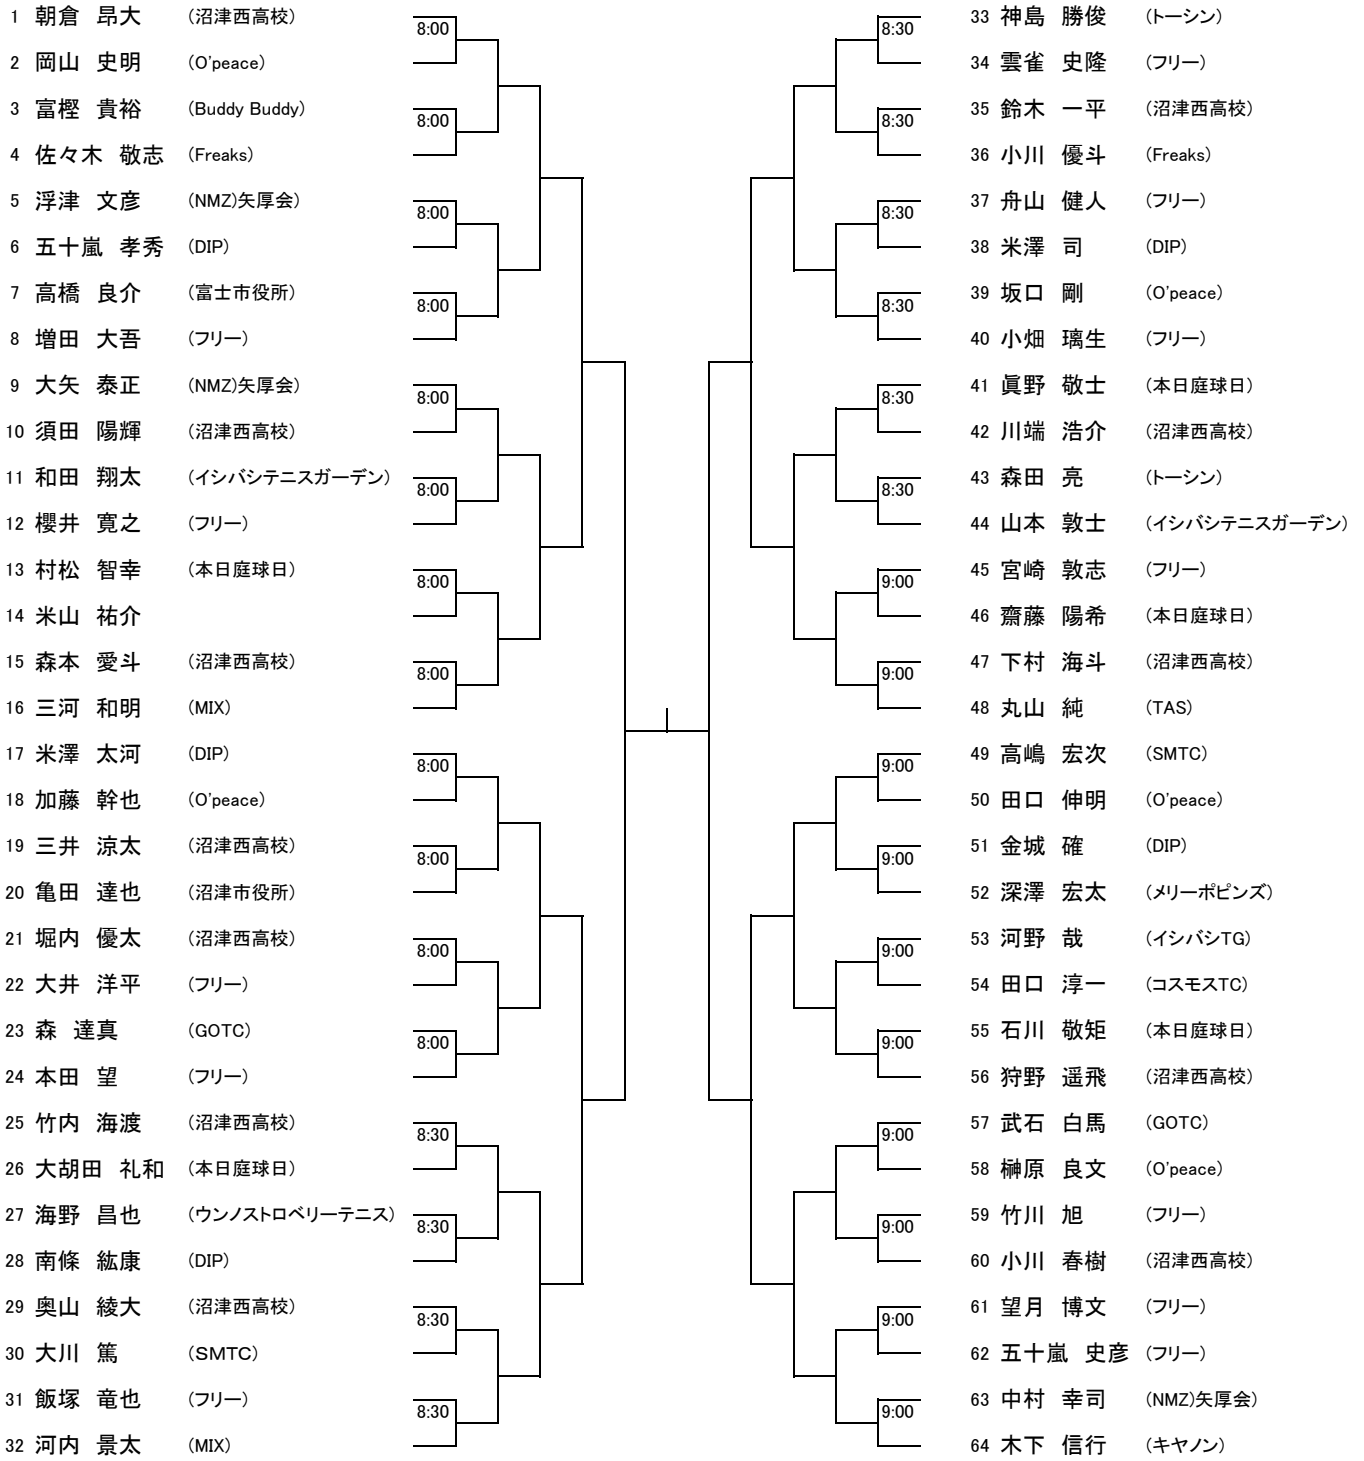 1 朝倉 昂大 (沼津西高校)
8:00
2 岡山 史明 (O'peace)
3 富樫 貴裕 (Buddy Buddy)
8:00
4 佐々木 敬志 (Freaks)
5 浮津 文彦 (NMZ)矢厚会)
8:00
6 五十嵐 孝秀 (DIP)
7 高橋 良介 (富士市役所)
8:00
8 増田 大吾 (フリー)
9 大矢 泰正 (NMZ)矢厚会)
8:00
10 須田 陽輝 (沼津西高校)
11 和田 翔太 (イシバシテニスガーデン)
8:00
12 櫻井 寛之 (フリー)
13 村松 智幸 (本日庭球日)
8:00
14 米山 祐介
15 森本 愛斗 (沼津西高校)
8:00
16 三河 和明 (MIX)
17 米澤 太河 (DIP)
8:00
18 加藤 幹也 (O'peace)
19 三井 涼太 (沼津西高校)
8:00
20 亀田 達也 (沼津市役所)
21 堀内 優太 (沼津西高校)
8:00
22 大井 洋平 (フリー)
23 森 達真 (GOTC)
8:00
24 本田 望 (フリー)
25 竹内 海渡 (沼津西高校)
8:30
26 大胡田 礼和 (本日庭球日)
27 海野 昌也 (ウンノストロベリーテニス)
8:30
28 南條 紘康 (DIP)
29 奥山 綾大 (沼津西高校)
8:30
30 大川 篤 (SMTC)
31 飯塚 竜也 (フリー)
8:30
32 河内 景太 (MIX)
33 神島 勝俊 (トーシン)
8:30
34 雲雀 史隆 (フリー)
35 鈴木 一平 (沼津西高校)
8:30
36 小川 優斗 (Freaks)
37 舟山 健人 (フリー)
8:30
38 米澤 司 (DIP)
39 坂口 剛 (O'peace)
8:30
40 小畑 璃生 (フリー)
41 眞野 敬士 (本日庭球日)
8:30
42 川端 浩介 (沼津西高校)
43 森田 亮 (トーシン)
8:30
44 山本 敦士 (イシバシテニスガーデン)
45 宮崎 敦志 (フリー)
9:00
46 齋藤 陽希 (本日庭球日)
47 下村 海斗 (沼津西高校)
9:00
48 丸山 純 (TAS)
49 高嶋 宏次 (SMTC)
9:00
50 田口 伸明 (O'peace)
51 金城 確 (DIP)
9:00
52 深澤 宏太 (メリーポピンズ)
53 河野 哉 (イシバシTG)
9:00
54 田口 淳一 (コスモスTC)
55 石川 敬矩 (本日庭球日)
9:00
56 狩野 遥飛 (沼津西高校)
57 武石 白馬 (GOTC)
9:00
58 榊原 良文 (O'peace)
59 竹川 旭 (フリー)
9:00
60 小川 春樹 (沼津西高校)
61 望月 博文 (フリー)
9:00
62 五十嵐 史彦 (フリー)
63 中村 幸司 (NMZ)矢厚会)
9:00
64 木下 信行 (キヤノン)